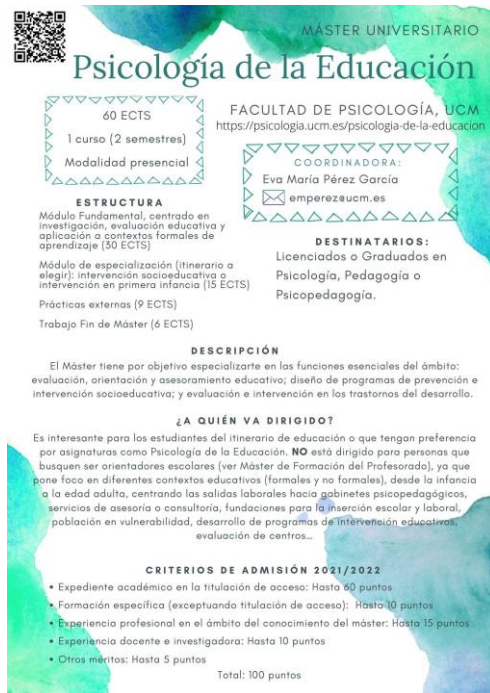 MÁSTER UNIVERSITARIO
Psicología de la Educación
60 ECTS
1 curso (2 semestres)
Modalidad presencial
FACULTAD DE PSICOLOGÍA, UCM
https://psicologia.ucm.es/psicologia-de-la-educacion
COORDINADORA:
Eva María Pérez García
emperez@ucm.es
ESTRUCTURA
Módulo Fundamental, centrado en
investigación, evaluación educativa y
aplicación a contextos formales de
aprendizaje (30 ECTS)
Módulo de especialización (itinerario a
elegir): intervención socioeducativa o
intervención en primera infancia (15 ECTS)
Prácticas externas (9 ECTS)
Trabajo Fin de Máster (6 ECTS)
DESTINATARIOS:
Licenciados o Graduados en
Psicología, Pedagogía o
Psicopedagogía.
DESCRIPCIÓN
El Máster tiene por objetivo especializarte en las funciones esenciales del ámbito:
evaluación, orientación y asesoramiento educativo; diseño de programas de prevención e
intervención socioeducativa; y evaluación e intervención en los trastornos del desarrollo.
¿A QUIÉN VA DIRIGIDO?
Es interesante para los estudiantes del itinerario de educación o que tengan preferencia
por asignaturas como Psicología de la Educación. NO está dirigido para personas que
busquen ser orientadores escolares (ver Máster de Formación del Profesorado), ya que
pone foco en diferentes contextos educativos (formales y no formales), desde la infancia
a la edad adulta, centrando las salidas laborales hacia gabinetes psicopedagógicos,
servicios de asesoría o consultoría, fundaciones para la inserción escolar y laboral,
población en vulnerabilidad, desarrollo de programas de intervención educativas,
evaluación de centros...
CRITERIOS DE ADMISIÓN 2021/2022
• Expediente académico en la titulación de acceso: Hasta 60 puntos
• Formación específica (exceptuando titulación de acceso): Hasta 10 puntos
• Experiencia profesional en el ámbito del conocimiento del máster: Hasta 15 puntos
• Experiencia docente e investigadora: Hasta 10 puntos
• Otros méritos: Hasta 5 puntos
Total: 100 puntos